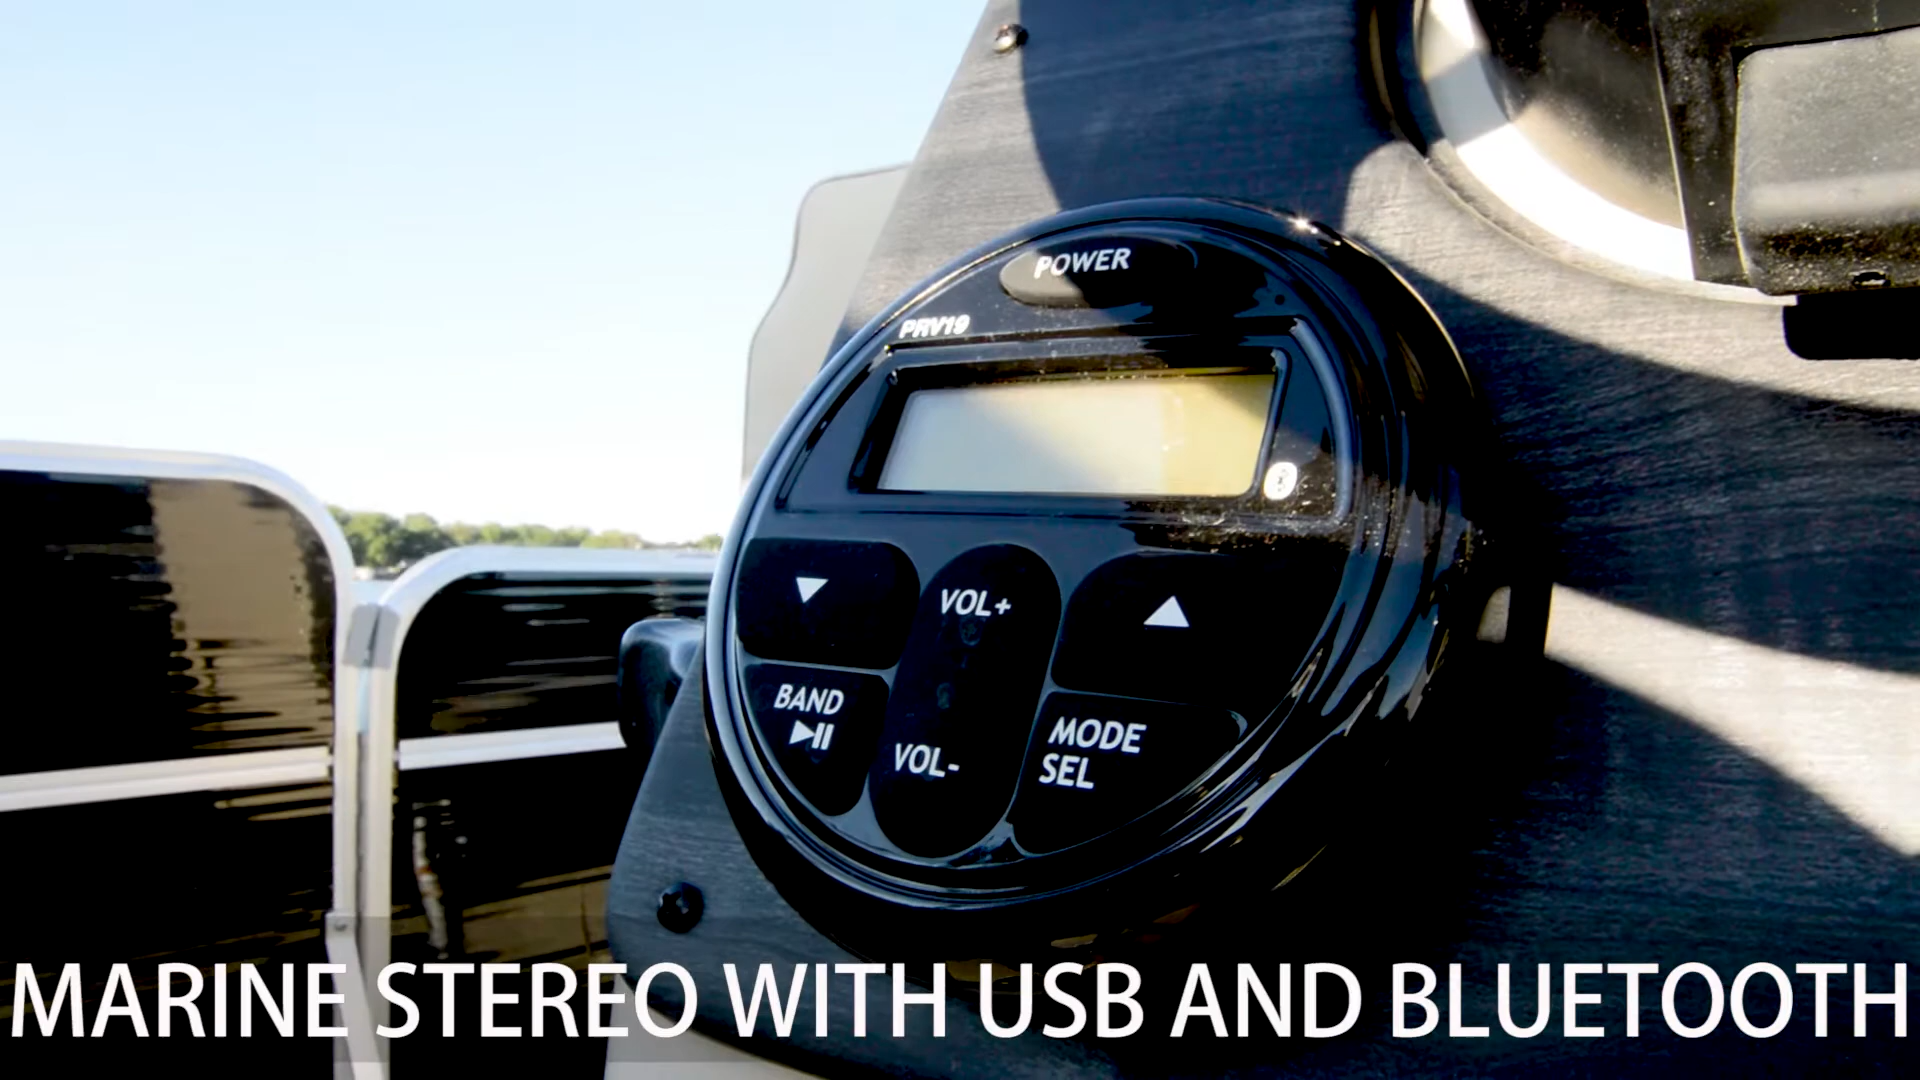 POWER
PRV19
VOL+
BAND
VOL-
MODE
SEL
MARINE STEREO WITH USB AND BLUETOOTH